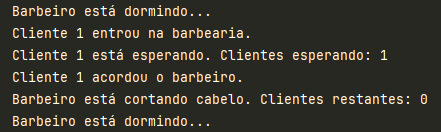 Barbeiro está dormindo...
Cliente 1 entrou na barbearia.
Cliente 1 está esperando. Clientes esperando: 1
Cliente 1 acordou o barbeiro.
Barbeiro está cortando cabelo. Clientes restantes: 0
Barbeiro está dormindo...